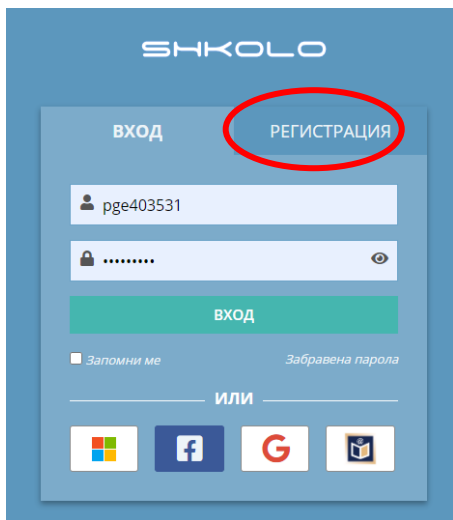 SHKOLO
ВХОД РЕГИСТРАЦИЯ
pge403531
•••••••••
ВХОД
Запомни ме Забравена парола
ИЛИ